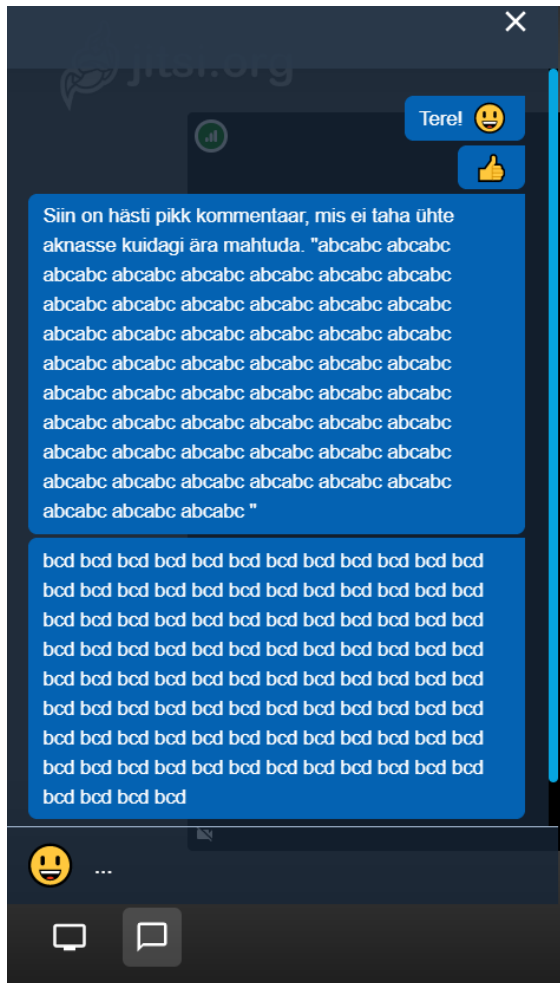 jitsi.org
Tere!
Siin on hästi pikk kommentaar, mis ei taha ühte
aknasse kuidagi ära mahtuda. "abcabc abcabc
abcabc abcabc abcabc abcabc abcabc abcabc
abcabc abcabc abcabc abcabc abcabc abcabc
abcabc abcabc abcabc abcabc abcabc abcabc
abcabc abcabc abcabc abcabc abcabc abcabc
abcabc abcabc abcabc abcabc abcabc abcabc
abcabc abcabc abcabc abcabc abcabc abcabc
abcabc abcabc abcabc abcabc abcabc abcabc
abcabc abcabc abcabc abcabc abcabc abcabc
abcabc abcabc abcabc "
bcd bcd bcd bcd bcd bcd bcd bcd bcd bcd bcd bcd
bcd bcd bcd bcd bcd bcd bcd bcd bcd bcd bcd bcd
bcd bcd bcd bcd bcd bcd bcd bcd bcd bcd bcd bcd
bcd bcd bcd bcd bcd bcd bcd bcd bcd bcd bcd bcd
bcd bcd bcd bcd bcd bcd bcd bcd bcd bcd bcd bcd
bcd bcd bcd bcd bcd bcd bcd bcd bcd bcd bcd bcd
bcd bcd bcd bcd bcd bcd bcd bcd bcd bcd bcd bcd
bcd bcd bcd bcd bcd bcd bcd bcd bcd bcd bcd bcd
bcd bcd bcd bcd
...